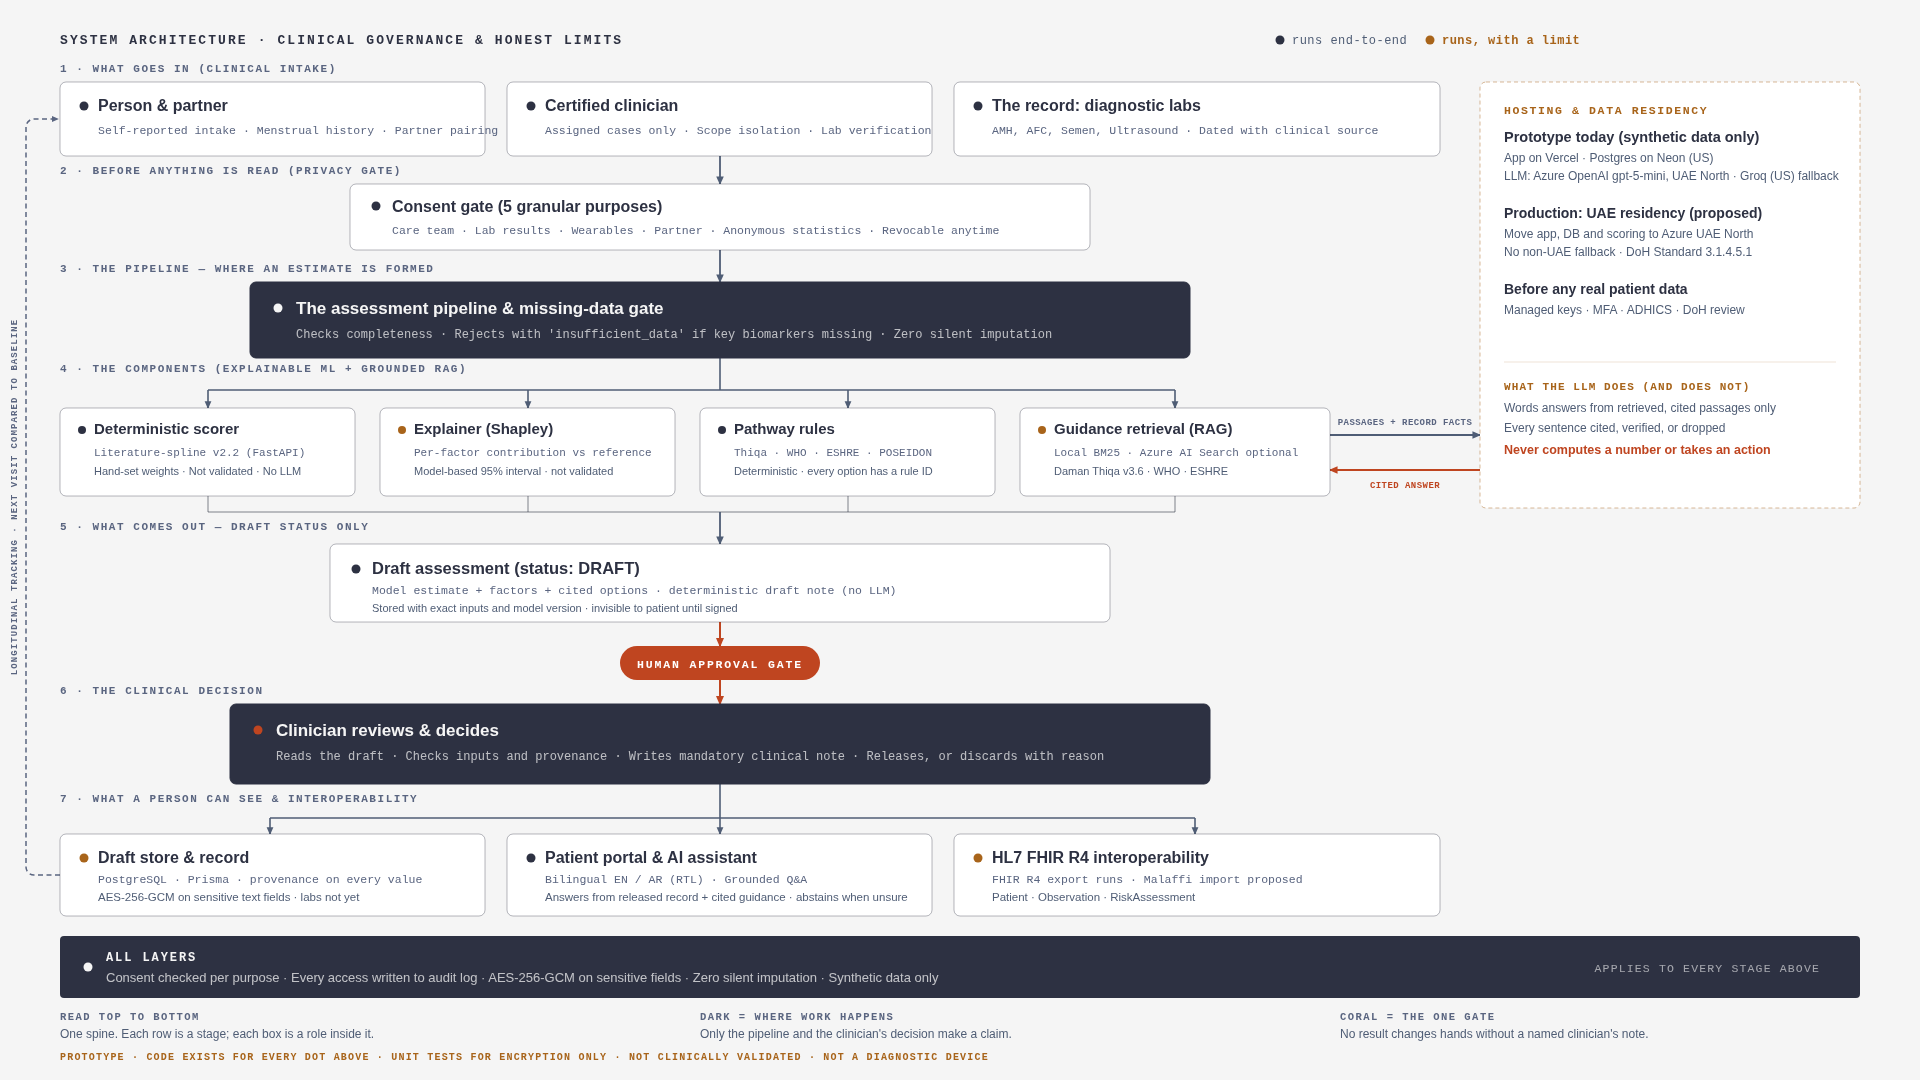 SYSTEM ARCHITECTURE · CLINICAL GOVERNANCE & HONEST LIMITS
runs end-to-end
runs, with a limit
1 · WHAT GOES IN (CLINICAL INTAKE)
Person & partner
Self-reported intake · Menstrual history · Partner pairing
Certified clinician
Assigned cases only · Scope isolation · Lab verification
The record: diagnostic labs
AMH, AFC, Semen, Ultrasound · Dated with clinical source
2 · BEFORE ANYTHING IS READ (PRIVACY GATE)
Consent gate (5 granular purposes)
Care team · Lab results · Wearables · Partner · Anonymous statistics · Revocable anytime
3 · THE PIPELINE — WHERE AN ESTIMATE IS FORMED
The assessment pipeline & missing-data gate
Checks completeness · Rejects with 'insufficient_data' if key biomarkers missing · Zero silent imputation
4 · THE COMPONENTS (EXPLAINABLE ML + GROUNDED RAG)
Deterministic scorer
Literature-spline v2.2 (FastAPI)
Hand-set weights · Not validated · No LLM
Explainer (Shapley)
Per-factor contribution vs reference
Model-based 95% interval · not validated
Pathway rules
Thiqa · WHO · ESHRE · POSEIDON
Deterministic · every option has a rule ID
Guidance retrieval (RAG)
Local BM25 · Azure AI Search optional
Daman Thiqa v3.6 · WHO · ESHRE
PASSAGES + RECORD FACTS
CITED ANSWER
HOSTING & DATA RESIDENCY
Prototype today (synthetic data only)
App on Vercel · Postgres on Neon (US)
LLM: Azure OpenAI gpt-5-mini, UAE North · Groq (US) fallback
Production: UAE residency (proposed)
Move app, DB and scoring to Azure UAE North
No non-UAE fallback · DoH Standard 3.1.4.5.1
Before any real patient data
Managed keys · MFA · ADHICS · DoH review
WHAT THE LLM DOES (AND DOES NOT)
Words answers from retrieved, cited passages only
Every sentence cited, verified, or dropped
Never computes a number or takes an action
5 · WHAT COMES OUT — DRAFT STATUS ONLY
Draft assessment (status: DRAFT)
Model estimate + factors + cited options · deterministic draft note (no LLM)
Stored with exact inputs and model version · invisible to patient until signed
HUMAN APPROVAL GATE
6 · THE CLINICAL DECISION
Clinician reviews & decides
Reads the draft · Checks inputs and provenance · Writes mandatory clinical note · Releases, or discards with reason
7 · WHAT A PERSON CAN SEE & INTEROPERABILITY
Draft store & record
PostgreSQL · Prisma · provenance on every value
AES-256-GCM on sensitive text fields · labs not yet
Patient portal & AI assistant
Bilingual EN / AR (RTL) · Grounded Q&A
Answers from released record + cited guidance · abstains when unsure
HL7 FHIR R4 interoperability
FHIR R4 export runs · Malaffi import proposed
Patient · Observation · RiskAssessment
LONGITUDINAL TRACKING · NEXT VISIT COMPARED TO BASELINE
ALL LAYERS
Consent checked per purpose · Every access written to audit log · AES-256-GCM on sensitive fields · Zero silent imputation · Synthetic data only
APPLIES TO EVERY STAGE ABOVE
READ TOP TO BOTTOM
One spine. Each row is a stage; each box is a role inside it.
DARK = WHERE WORK HAPPENS
Only the pipeline and the clinician's decision make a claim.
CORAL = THE ONE GATE
No result changes hands without a named clinician's note.
PROTOTYPE · CODE EXISTS FOR EVERY DOT ABOVE · UNIT TESTS FOR ENCRYPTION ONLY · NOT CLINICALLY VALIDATED · NOT A DIAGNOSTIC DEVICE